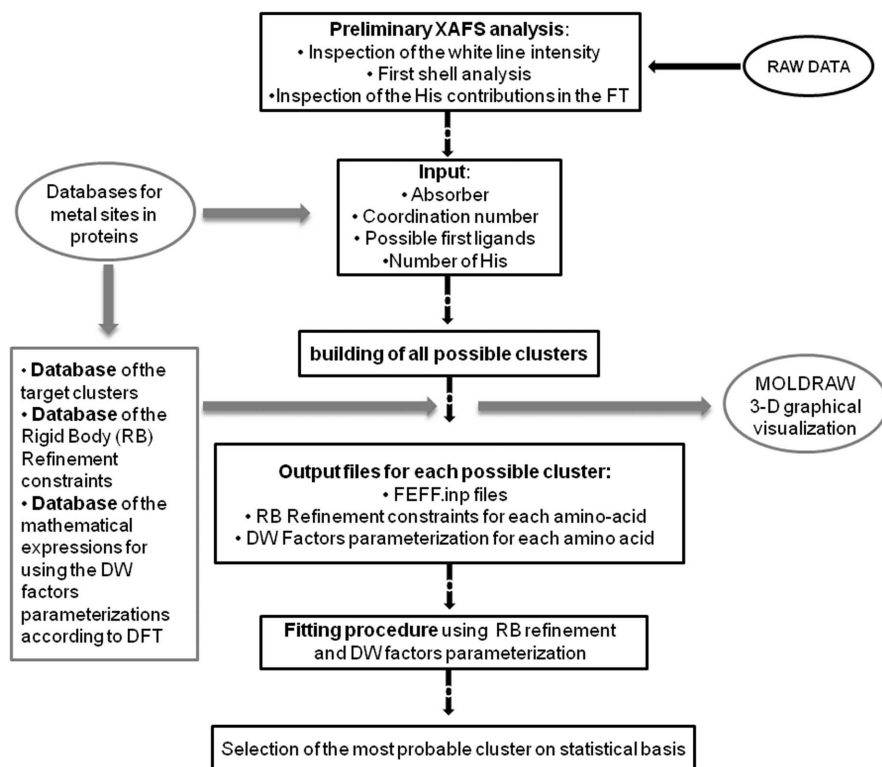 Preliminary XAFS analysis:
• Inspection of the white line intensity
• First shell analysis
• Inspection of the His contributions in the FT
RAW DATA
Input:
• Absorber
• Coordination number
• Possible first ligands
• Number of His
Databases for
metal sites in
proteins
building of all possible clusters
• Database of the
target clusters
• Database of the
Rigid Body (RB)
Refinement
constraints
• Database of the
mathematical
expressions for
using the DW
factors
parameterizations
according to DFT
MOLDRAW
3-D graphical
visualization
Output files for each possible cluster:
• FEFF.inp files
• RB Refinement constraints for each amino-acid
• DW Factors parameterization for each amino acid
Fitting procedure using RB refinement
and DW factors parameterization
Selection of the most probable cluster on statistical basis